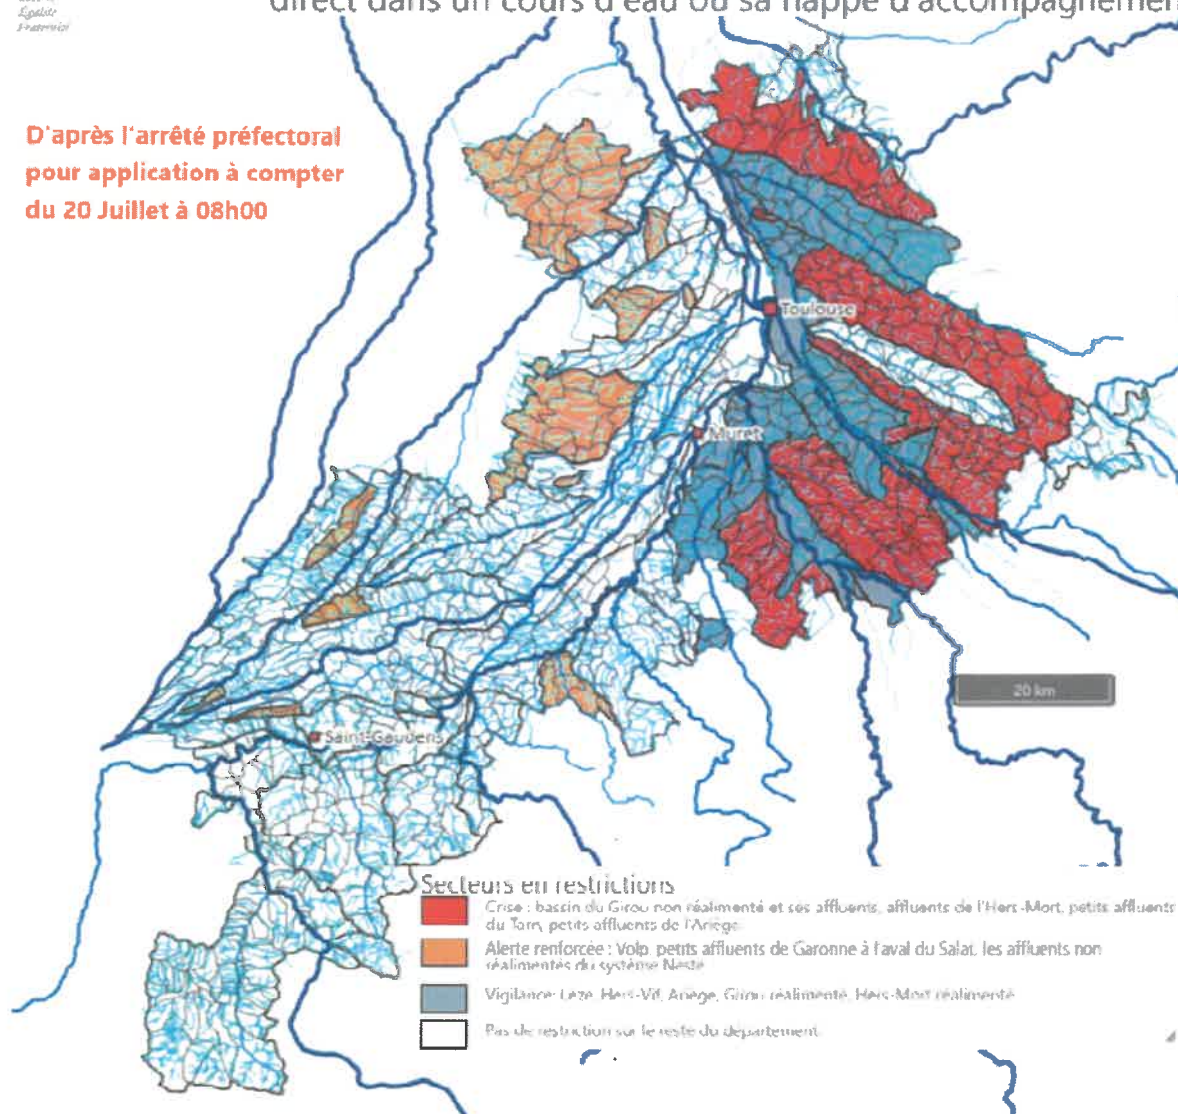 Égalité
Fraternité
direct dans un cours d'eau ou sa nappe d'accompagnement
D'après l'arrêté préfectoral
pour application à compter
du 20 Juillet à 08h00
Toulouse
Muret
20 km
Saint-Gaudens
Secteurs en restrictions
Crise : bassin du Girou non réalimenté et ses affluents, affluents de l'Hers-Mort, petits affluents
du Tarn, petits affluents de l'Ariège
Alerte renforcée : Volp, petits affluents de Garonne à l'aval du Salat, les affluents non
réalimentés du système Neste
Vigilance: Lèze, Hers-Vif, Ariège, Girou réalimenté, Hers-Mort réalimenté
Pas de restriction sur le reste du département